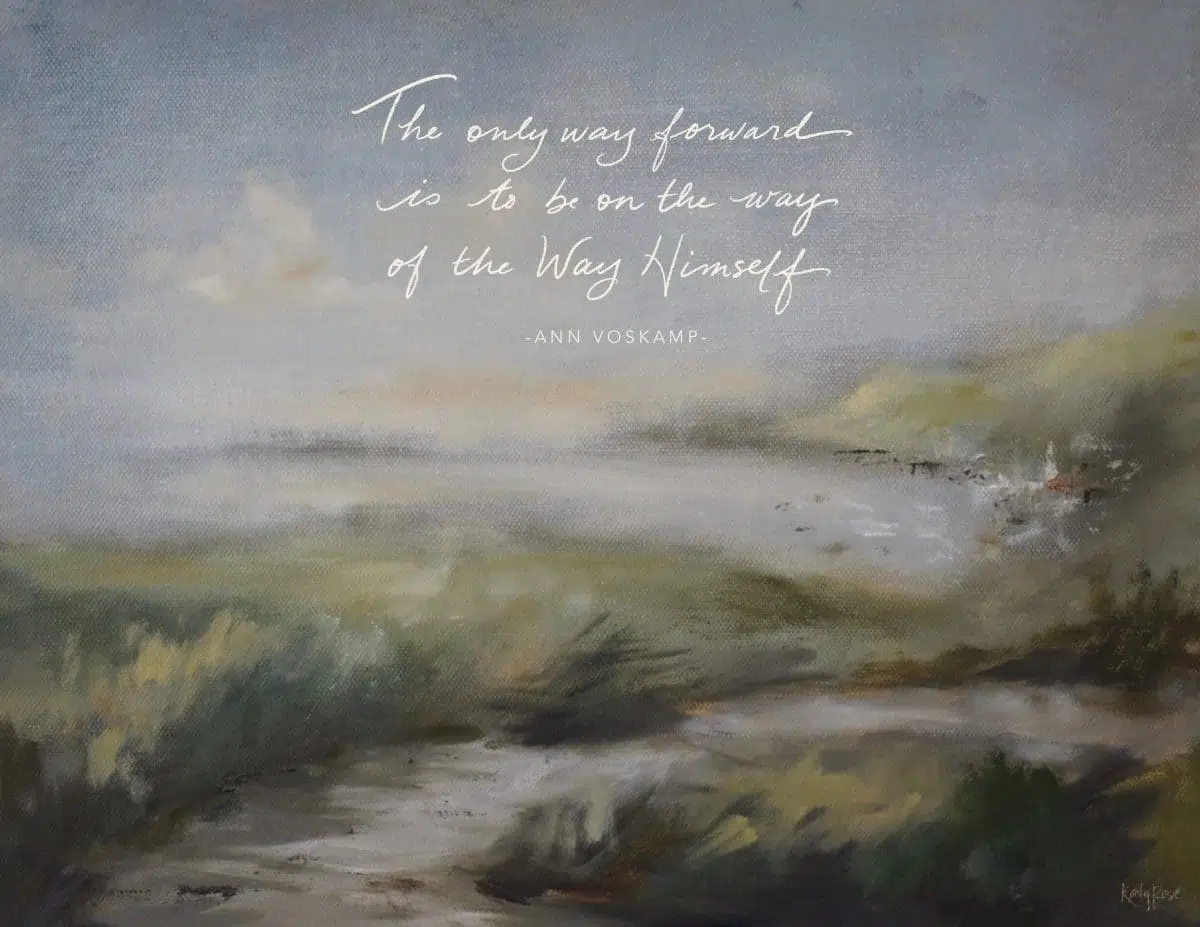 The only way forward
is to be on the way
of the Way Himself
-ANN VOSKAMP-